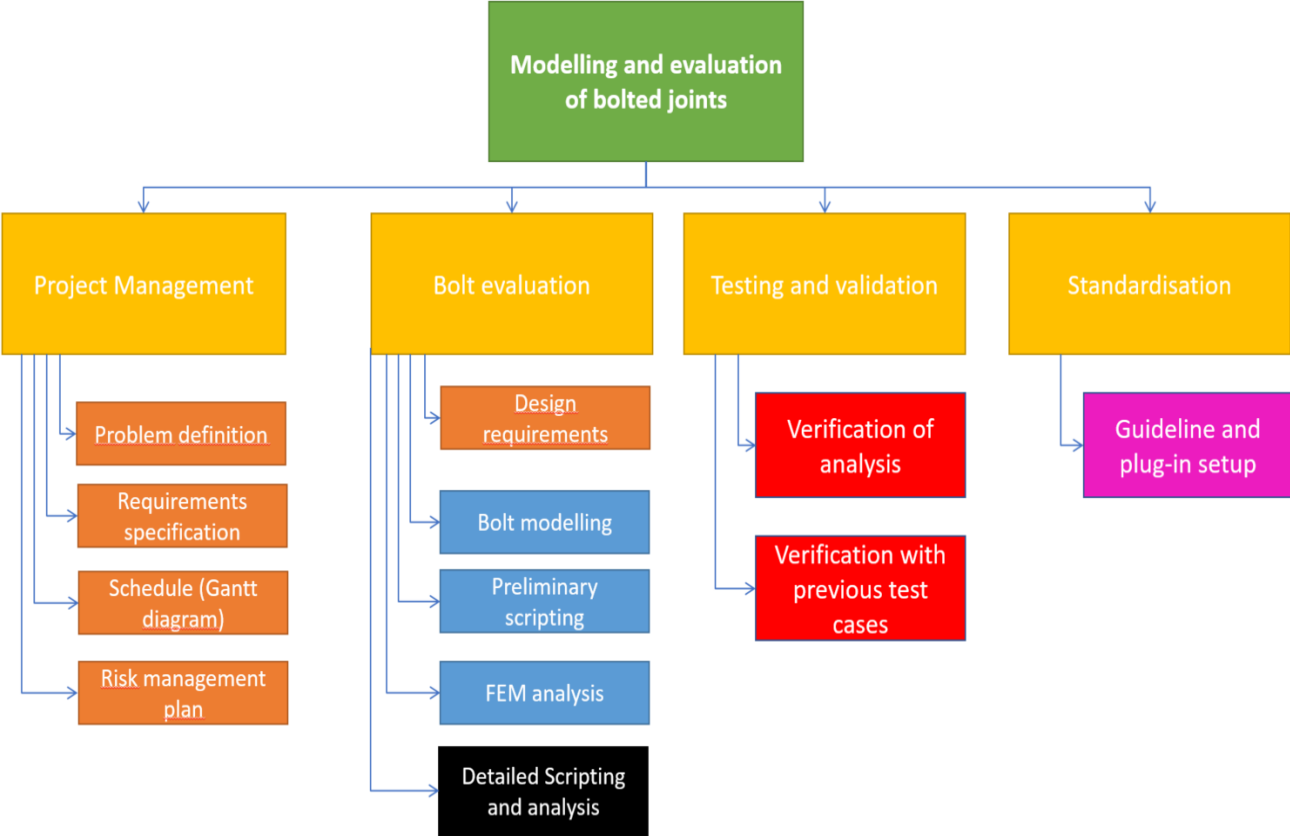 Modelling and evaluation
of bolted joints
Project Management
Bolt evaluation
Testing and validation
Standardisation
Problem definition
Requirements
specification
Schedule (Gantt
diagram)
Risk management
plan
Design
requirements
Bolt modelling
Preliminary
scripting
FEM analysis
Detailed Scripting
and analysis
Verification of
analysis
Verification with
previous test
cases
Guideline and
plug-in setup